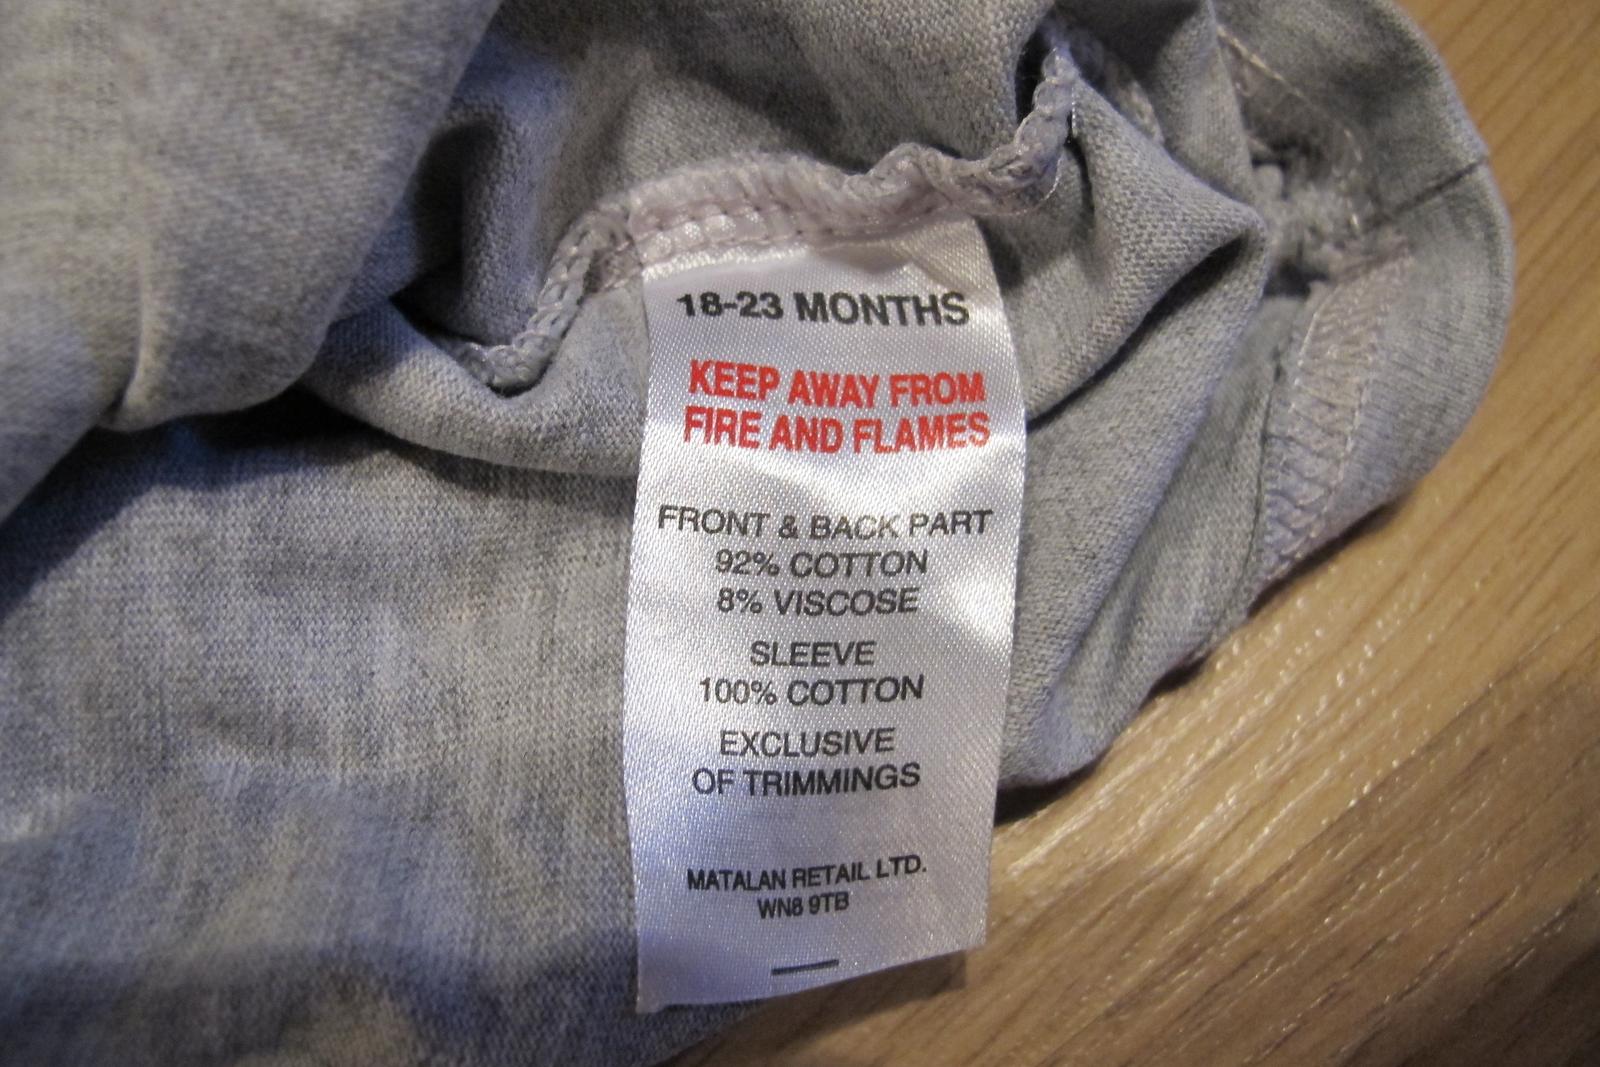 18-23 MONTHS
KEEP AWAY FROM
FIRE AND FLAMES
FRONT & BACK PART
92% COTTON
8% VISCOSE
SLEEVE
100% COTTON
EXCLUSIVE
OF TRIMMINGS
MATALAN RETAIL LTD.
WN8 9TB